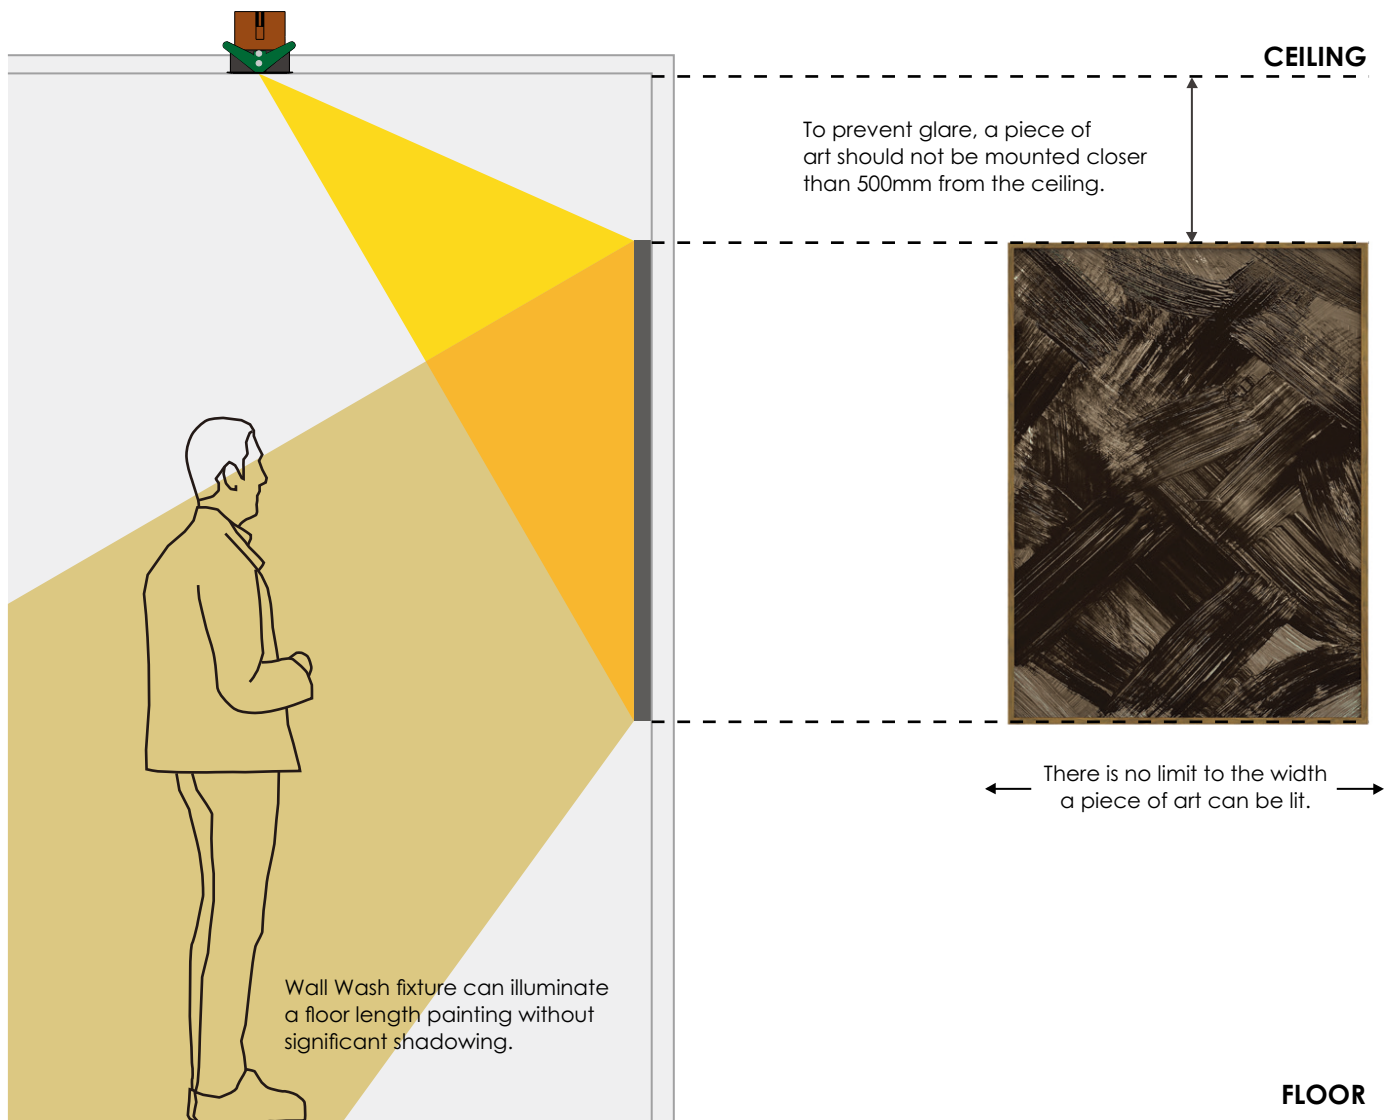 CEILING
To prevent glare, a piece of
art should not be mounted closer
than 500mm from the ceiling.
There is no limit to the width
a piece of art can be lit.
Wall Wash fixture can illuminate
a floor length painting without
significant shadowing.
FLOOR